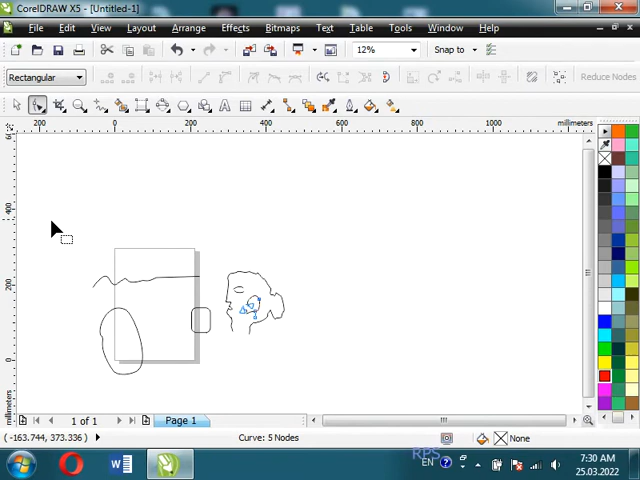 CorelDRAW X5 - [Untitled-1]
File Edit View Layout Arrange Effects Bitmaps Text Table Tools Window Help
12% Snap to
Rectangular Reduce Nodes
200 0 200 400 600 800 1000 millimeters
400
200
0
millimeters
1 of 1 Page 1
(-163.744, 373.336) Curve: 5 Nodes None
RPS
EN 7:30 AM
25.03.2022